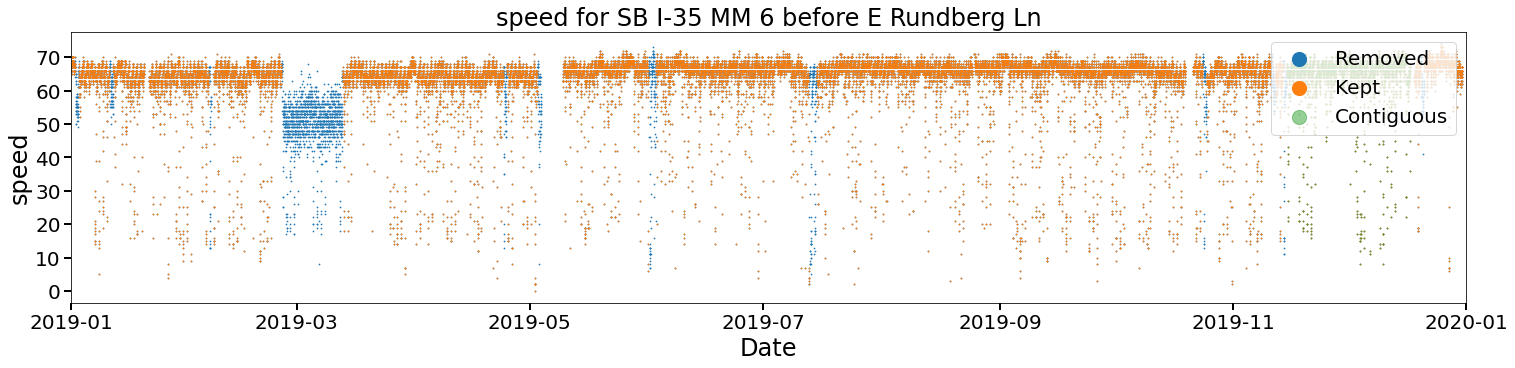 speed for SB I-35 MM 6 before E Rundberg Ln
speed
70
60
50
40
30
20
10
0
Removed
Kept
Contiguous
2019-01
2019-03
2019-05
2019-07
2019-09
2019-11
2020-01
Date